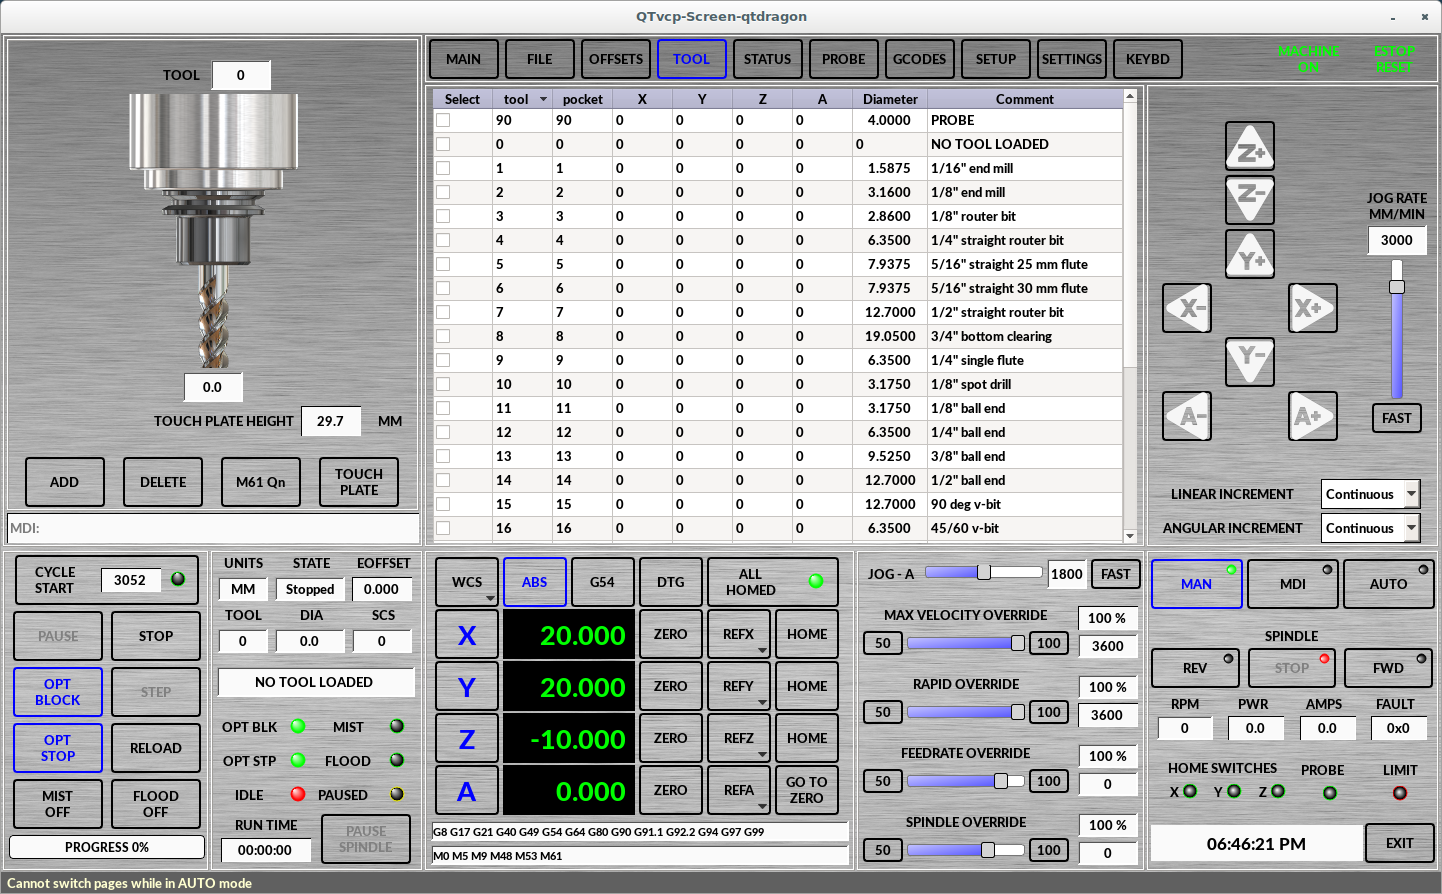 QTvcp-Screen-qtdragon
TOOL 0
0.0
TOUCH PLATE HEIGHT 29.7 MM
ADD DELETE M61 Qn TOUCH PLATE
MDI:
MAIN FILE OFFSETS TOOL STATUS PROBE GCODES SETUP SETTINGS KEYBD
MACHINE ON
ESTOP RESET
Select tool pocket X Y Z A Diameter Comment
90 90 0 0 0 0 4.0000 PROBE
0 0 0 0 0 0 0 NO TOOL LOADED
1 1 0 0 0 0 1.5875 1/16" end mill
2 2 0 0 0 0 3.1600 1/8" end mill
3 3 0 0 0 0 2.8600 1/8" router bit
4 4 0 0 0 0 6.3500 1/4" straight router bit
5 5 0 0 0 0 7.9375 5/16" straight 25 mm flute
6 6 0 0 0 0 7.9375 5/16" straight 30 mm flute
7 7 0 0 0 0 12.7000 1/2" straight router bit
8 8 0 0 0 0 19.0500 3/4" bottom clearing
9 9 0 0 0 0 6.3500 1/4" single flute
10 10 0 0 0 0 3.1750 1/8" spot drill
11 11 0 0 0 0 3.1750 1/8" ball end
12 12 0 0 0 0 6.3500 1/4" ball end
13 13 0 0 0 0 9.5250 3/8" ball end
14 14 0 0 0 0 12.7000 1/2" ball end
15 15 0 0 0 0 12.7000 90 deg v-bit
16 16 0 0 0 0 6.3500 45/60 v-bit
Z+
Z-
Y+
X- X+
Y-
A- A+
JOG RATE
MM/MIN
3000
FAST
LINEAR INCREMENT Continuous
ANGULAR INCREMENT Continuous
CYCLE START 3052
PAUSE STOP
OPT BLOCK STEP
OPT STOP RELOAD
MIST OFF FLOOD OFF
PROGRESS 0%
UNITS STATE EOFFSET
MM Stopped 0.000
TOOL DIA SCS
0 0.0 0
NO TOOL LOADED
OPT BLK MIST
OPT STP FLOOD
IDLE PAUSED
RUN TIME
00:00:00
PAUSE SPINDLE
WCS ABS G54 DTG ALL HOMED
X 20.000 ZERO REFX HOME
Y 20.000 ZERO REFY HOME
Z -10.000 ZERO REFZ HOME
A 0.000 ZERO REFA GO TO ZERO
G8 G17 G21 G40 G49 G54 G64 G80 G90 G91.1 G92.2 G94 G97 G99
M0 M5 M9 M48 M53 M61
JOG - A 1800 FAST
MAX VELOCITY OVERRIDE 100 %
50 100 3600
RAPID OVERRIDE 100 %
50 100 3600
FEEDRATE OVERRIDE 100 %
50 100 0
SPINDLE OVERRIDE 100 %
50 100 0
MAN MDI AUTO
SPINDLE
REV STOP FWD
RPM PWR AMPS FAULT
0 0.0 0.0 0x0
HOME SWITCHES PROBE LIMIT
X Y Z
06:46:21 PM EXIT
Cannot switch pages while in AUTO mode